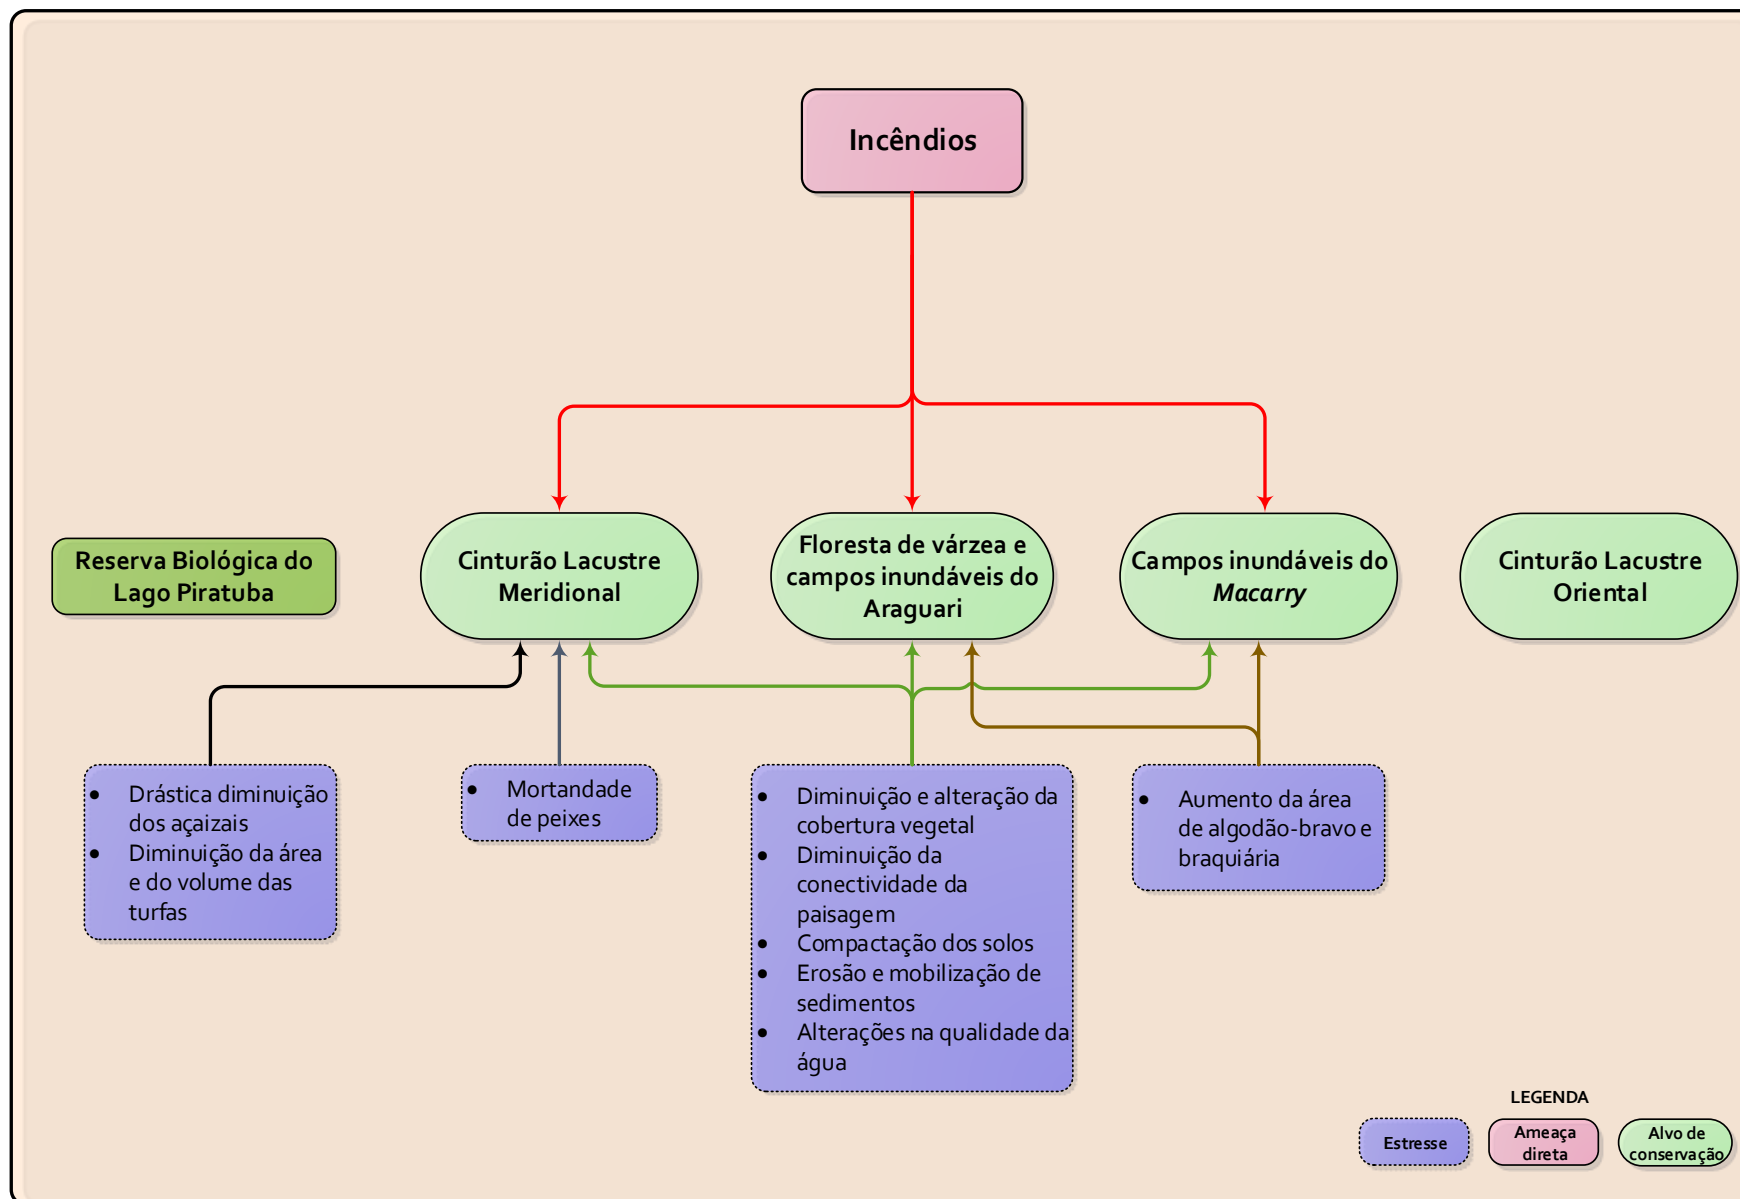 Incêndios
Reserva Biológica do
Lago Piratuba
Cinturão Lacustre
Meridional
Floresta de várzea e
campos inundáveis do
Araguari
Campos inundáveis do
Macarry
Cinturão Lacustre
Oriental
• Drástica diminuição
dos açaizais
• Diminuição da área
e do volume das
turfas
• Mortandade
de peixes
• Diminuição e alteração da
cobertura vegetal
• Diminuição da
conectividade da
paisagem
• Compactação dos solos
• Erosão e mobilização de
sedimentos
• Alterações na qualidade da
água
• Aumento da área
de algodão-bravo e
braquiária
LEGENDA
Estresse
Ameaça
direta
Alvo de
conservação